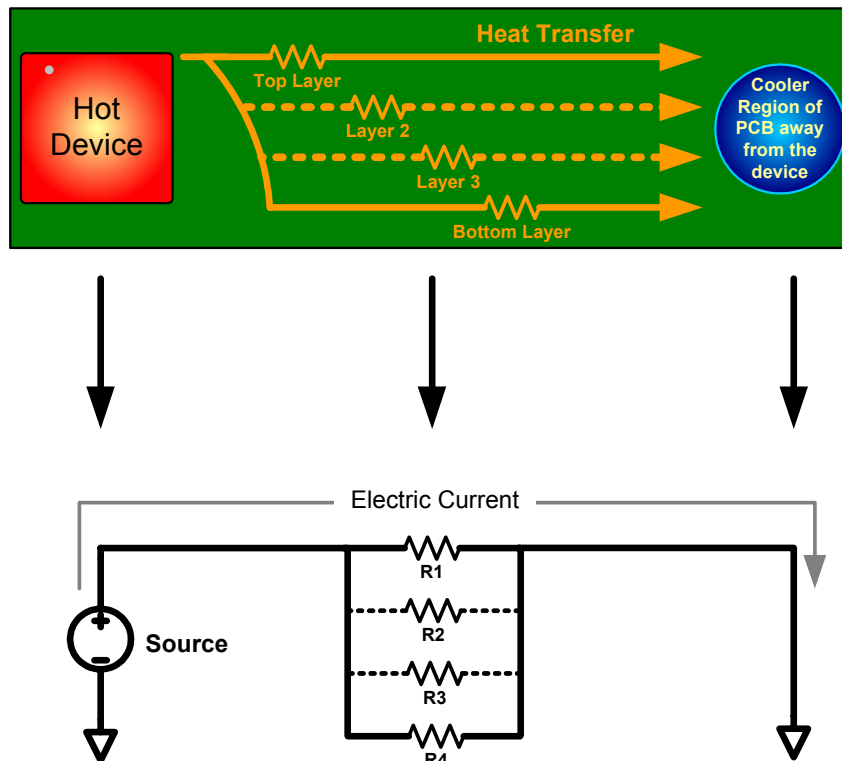 Heat Transfer
Hot
Device
Top Layer
Layer 2
Layer 3
Bottom Layer
Cooler
Region of
PCB away
from the
device
Electric Current
R1
R2
R3
R4
Source
+
−